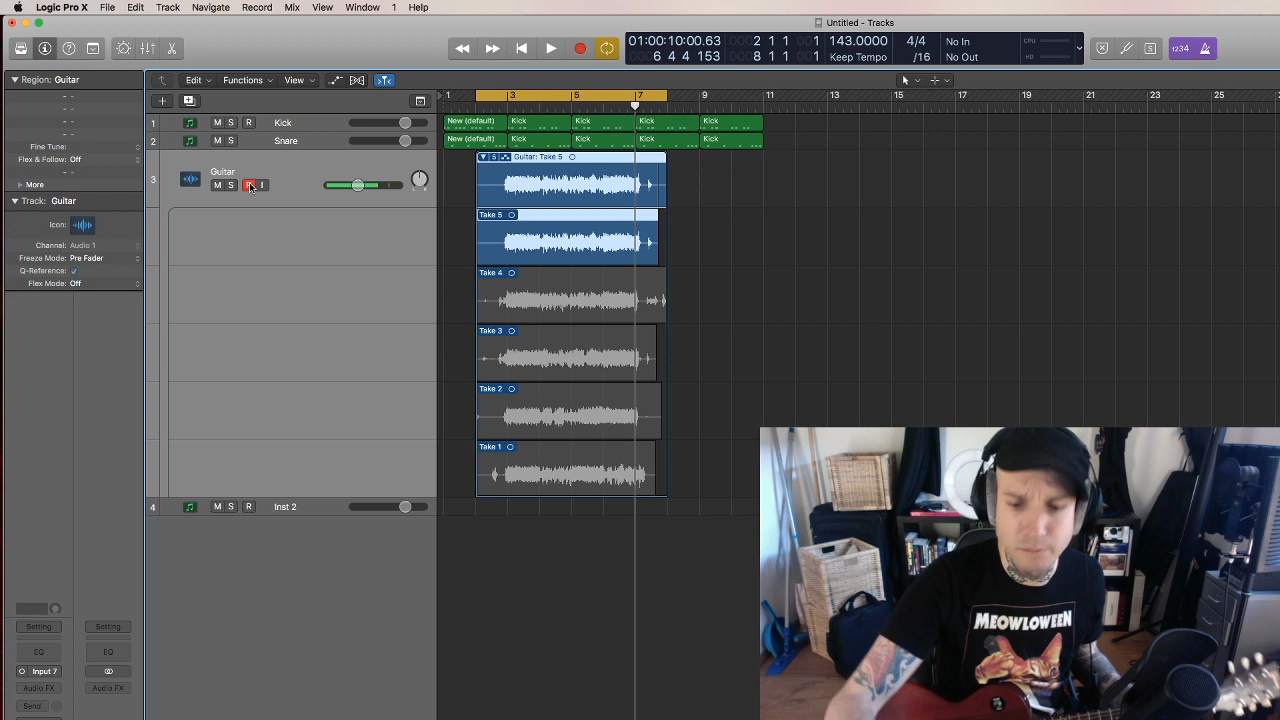 Logic Pro X File Edit Track Navigate Record Mix View Window 1 Help
Untitled - Tracks
01:00:10:00.63 2 1 1 1 143.0000 4/4 No In CPU
6 4 4 153 8 1 1 1 Keep Tempo /16 No Out HD
S 1234
Region: Guitar
Edit Functions View
1 3 5 7 9 11 13 15 17 19 21 23 25
Fine Tune:
Flex & Follow: Off
More
Track: Guitar
Icon:
Channel: Audio 1
Freeze Mode: Pre Fader
Q-Reference:
Flex Mode: Off
1 M S R Kick
New (default) Kick Kick Kick Kick
2 M S Snare
New (default) Kick Kick Kick Kick
5 Guitar: Take 5
3 Guitar
M S R I
L R
Take 5
Take 4
Take 3
Take 2
Take 1
4 M S R Inst 2
Setting Setting
EQ EQ
Input 7
Audio FX Audio FX
Send
MEOWLOWEEN